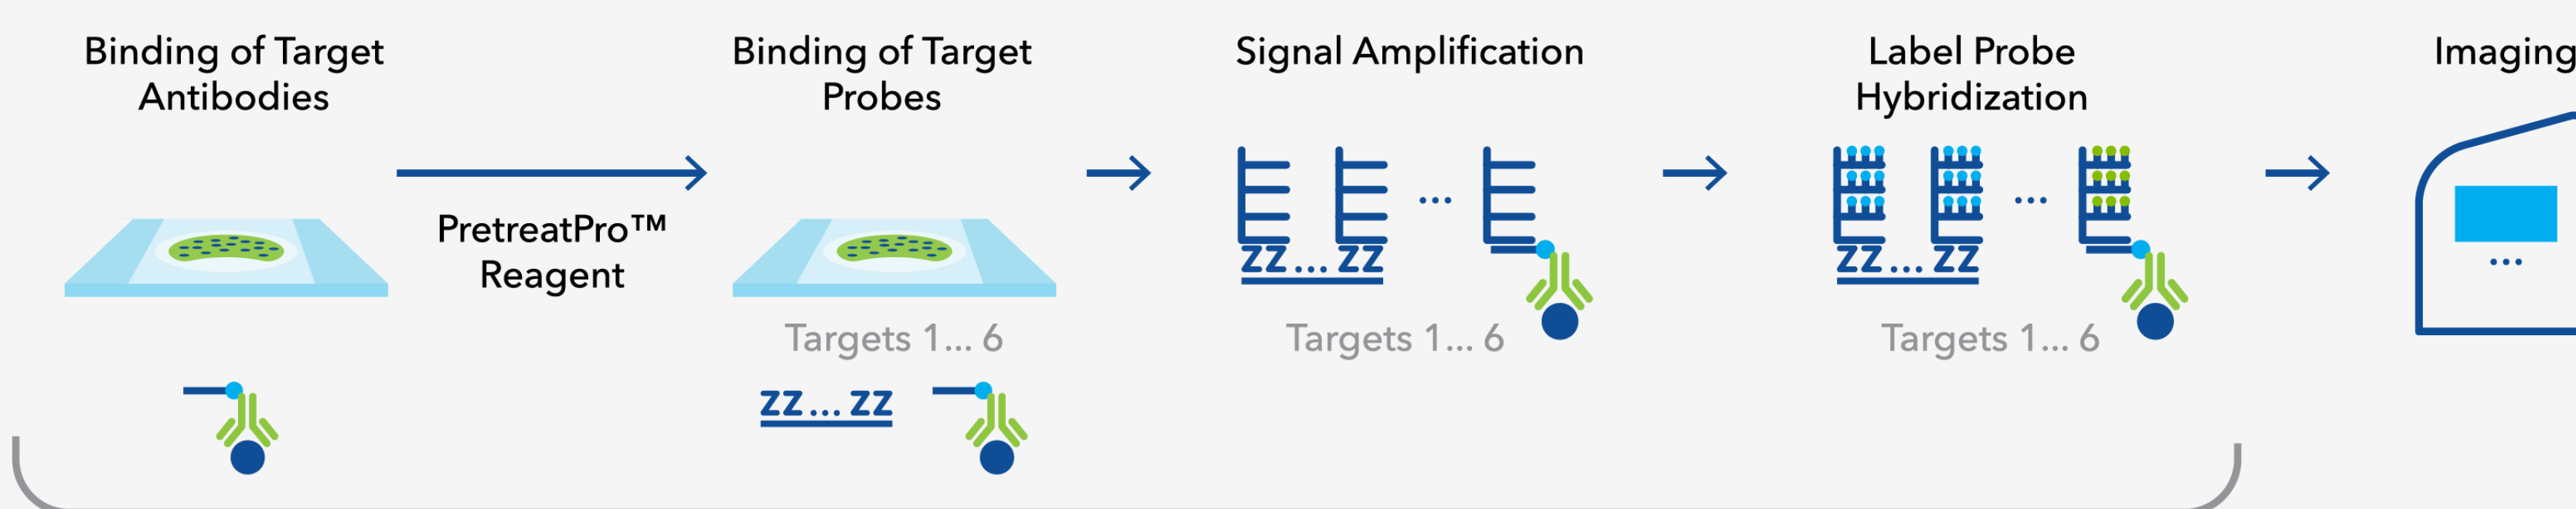 Binding of Target
Antibodies
PretreatPro™
Reagent
Binding of Target
Probes
Targets 1... 6
ZZ... ZZ
Signal Amplification
...
ZZ... ZZ
Targets 1... 6
Label Probe
Hybridization
...
ZZ... ZZ
Targets 1... 6
Imaging
...